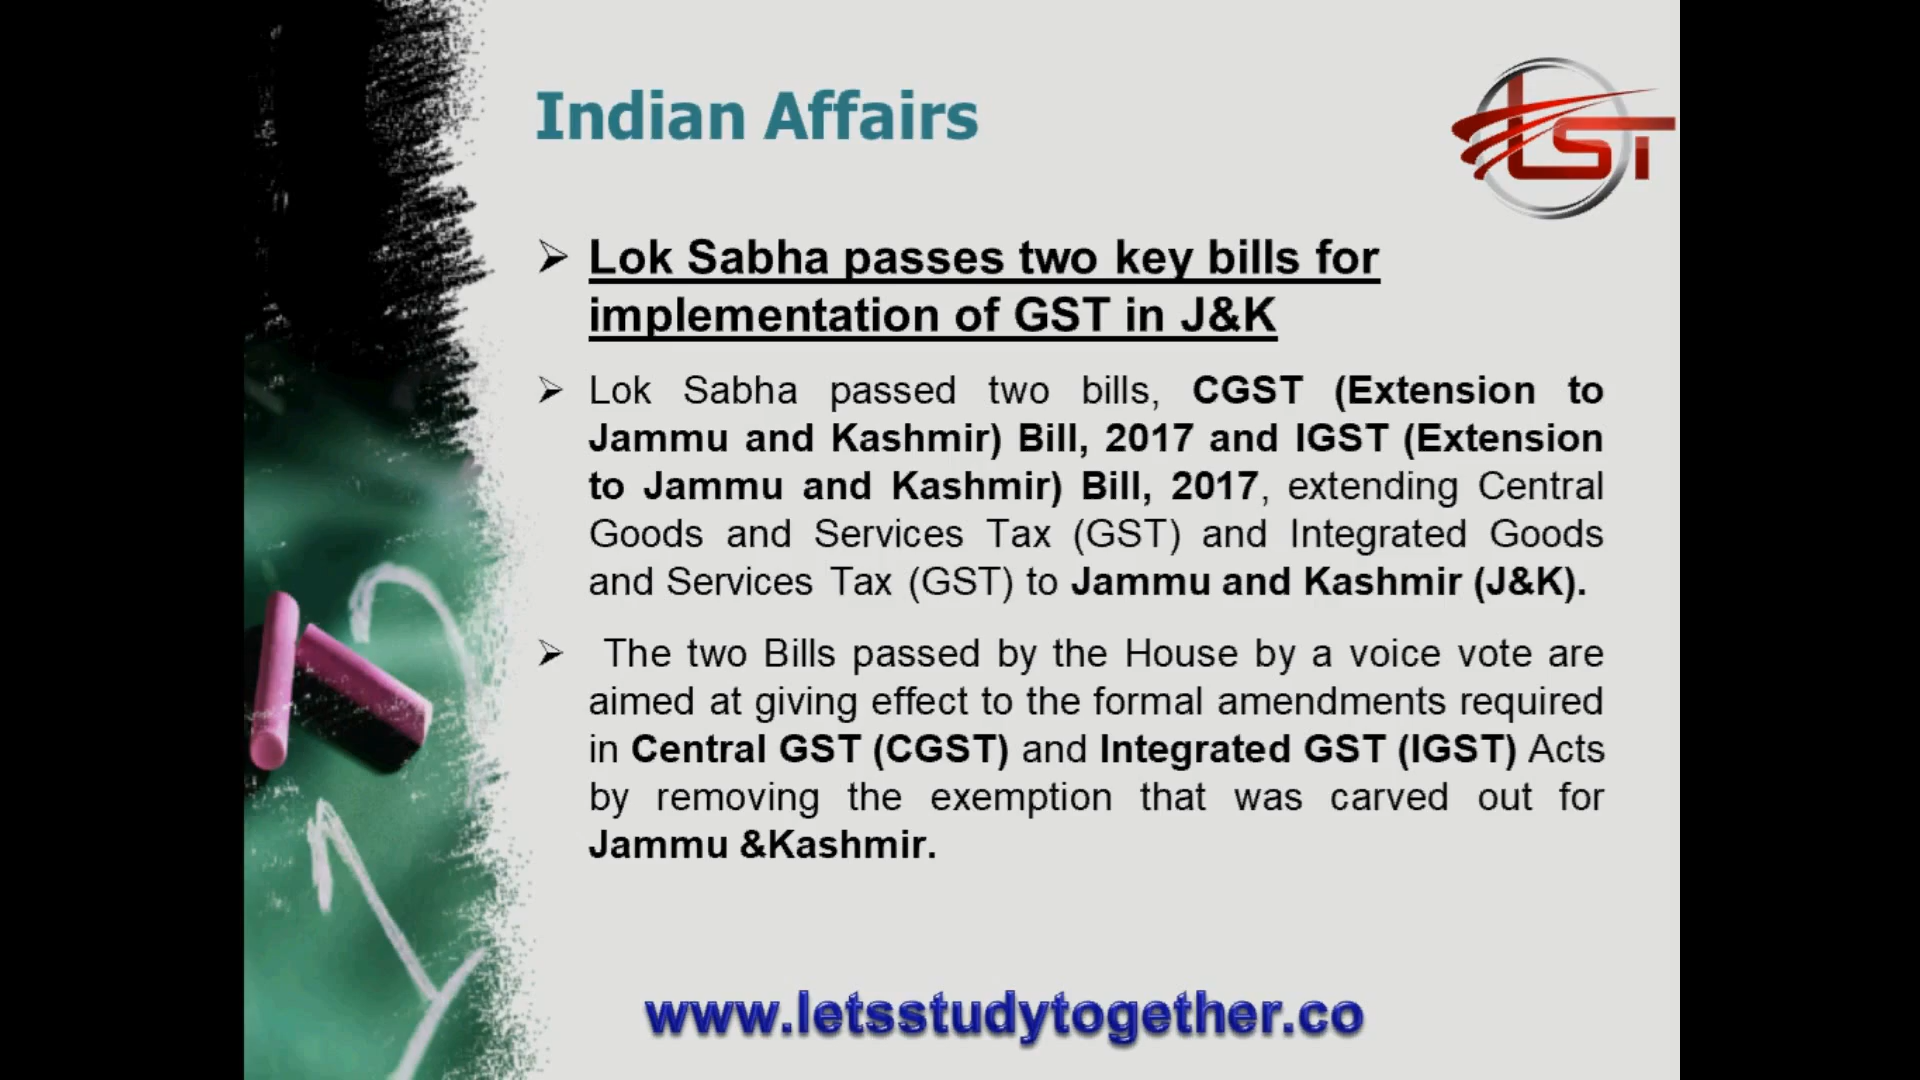 Indian Affairs
LST
➢ Lok Sabha passes two key bills for
implementation of GST in J&K
➢ Lok Sabha passed two bills, CGST (Extension to
Jammu and Kashmir) Bill, 2017 and IGST (Extension
to Jammu and Kashmir) Bill, 2017, extending Central
Goods and Services Tax (GST) and Integrated Goods
and Services Tax (GST) to Jammu and Kashmir (J&K).
➢ The two Bills passed by the House by a voice vote are
aimed at giving effect to the formal amendments required
in Central GST (CGST) and Integrated GST (IGST) Acts
by removing the exemption that was carved out for
Jammu &Kashmir.
www.letsstudytogether.co